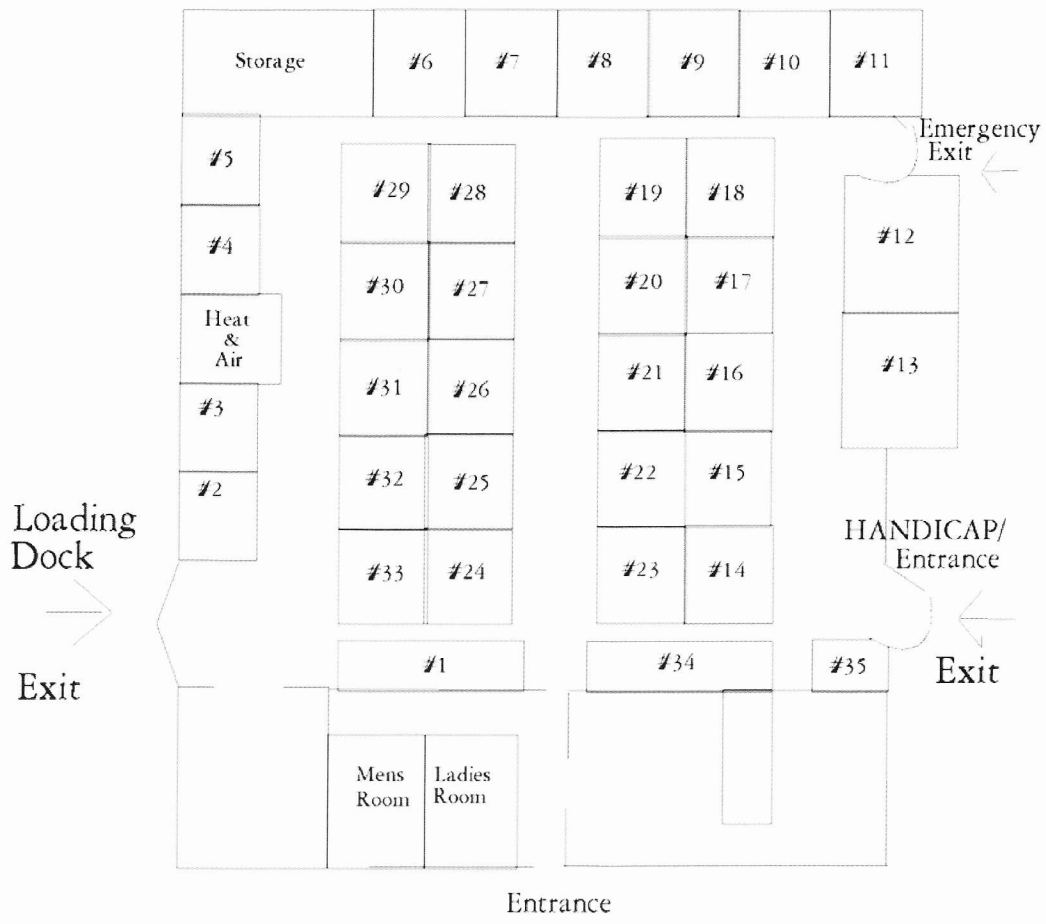 Storage
#6
#7
#8
#9
#10
#11
Emergency
Exit
#5
#29
#28
#19
#18
#12
#4
#30
#27
#20
#17
Heat
&
Air
#13
#31
#26
#21
#16
#3
#2
#32
#25
#22
#15
Loading
Dock
HANDICAP/
Entrance
#33
#24
#23
#14
#1
#34
#35
Exit
Exit
Mens
Room
Ladies
Room
Entrance